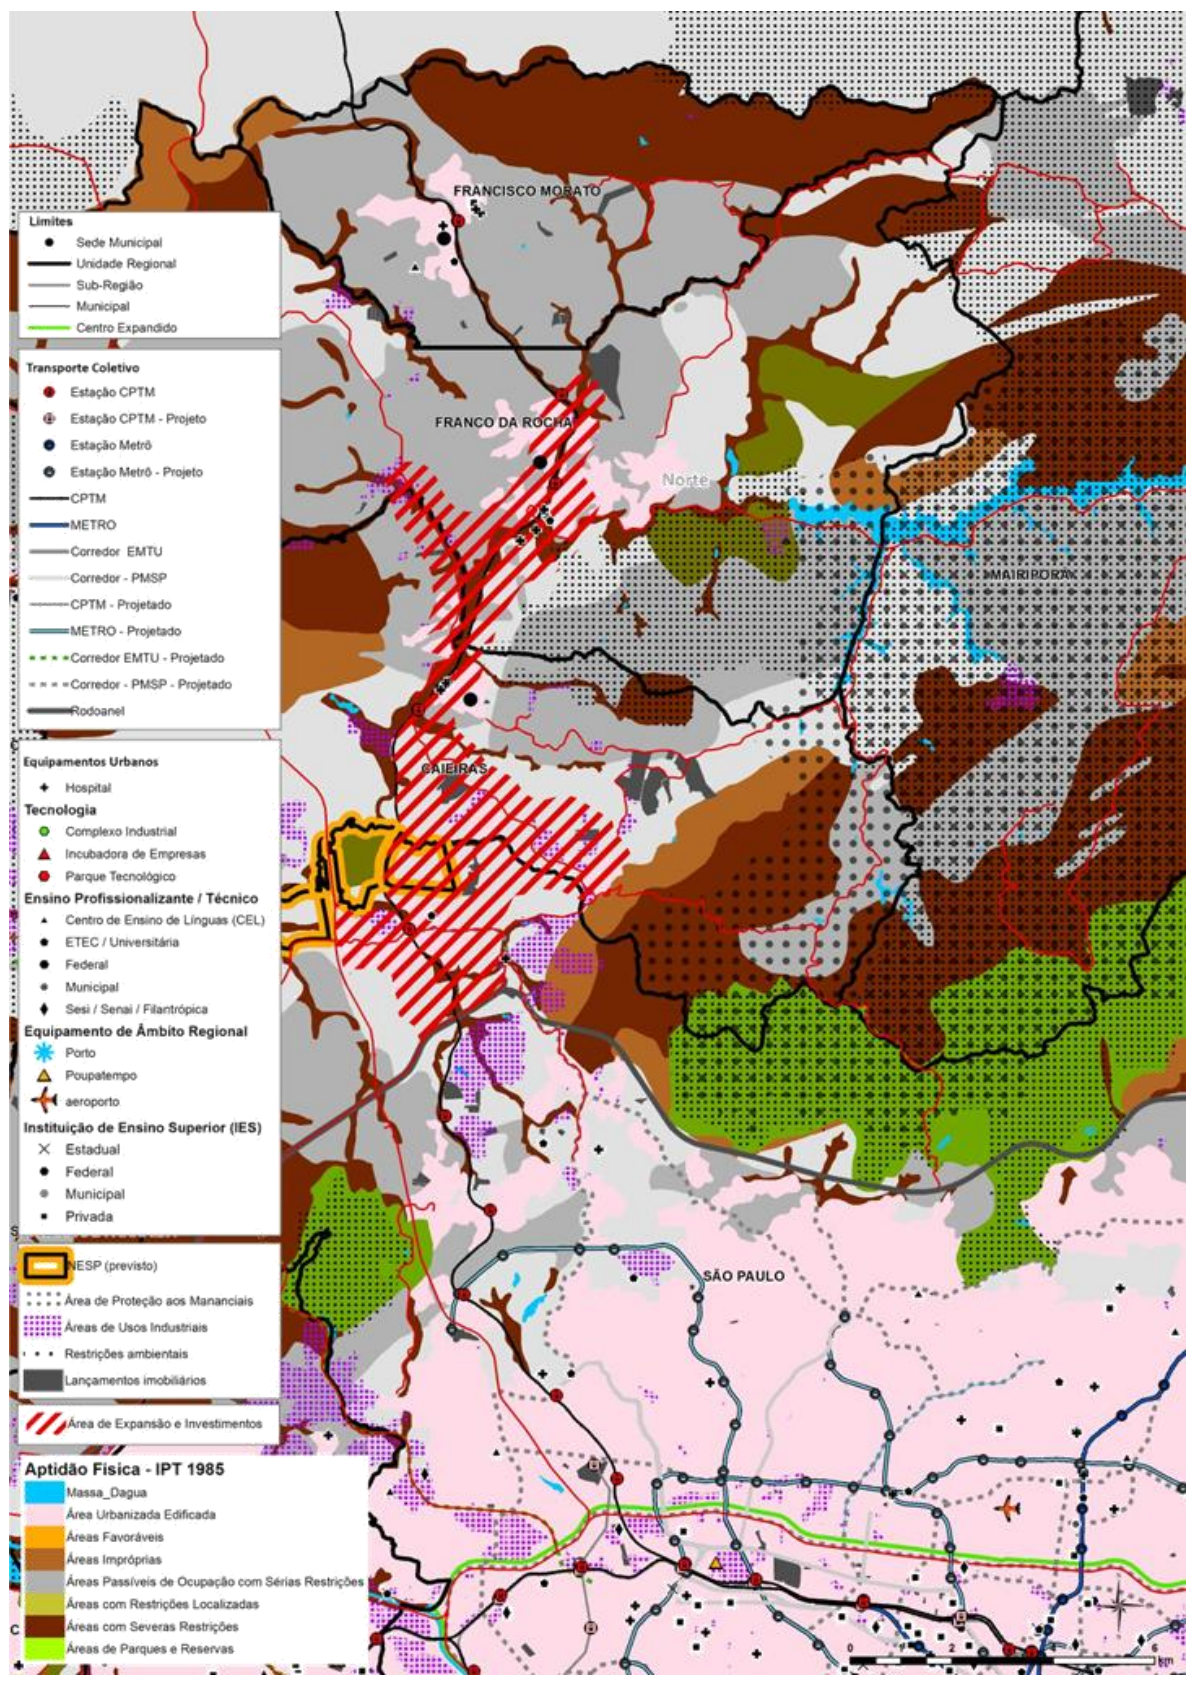 FRANCISCO MORATO
Limites
Sede Municipal
Unidade Regional
Sub-Região
Municipal
Centro Expandido
Transporte Coletivo
Estação CPTM
Estação CPTM - Projeto
Estação Metrô
Estação Metrô - Projeto
CPTM
METRO
Corredor EMTU
Corredor - PMSP
CPTM - Projetado
METRO - Projetado
Corredor EMTU - Projetado
Corredor - PMSP - Projetado
Rodoanel
FRANCO DA ROCHA
Norte
MAIRIPORÃ
CAIEIRAS
Equipamentos Urbanos
Hospital
Tecnologia
Complexo Industrial
Incubadora de Empresas
Parque Tecnológico
Ensino Profissionalizante / Técnico
Centro de Ensino de Línguas (CEL)
ETEC / Universitária
Federal
Municipal
Sesi / Senai / Filantrópica
Equipamento de Âmbito Regional
Porto
Poupatempo
aeroporto
Instituição de Ensino Superior (IES)
Estadual
Federal
Municipal
Privada
NESP (previsto)
Área de Proteção aos Mananciais
Áreas de Usos Industriais
Restrições ambientais
Lançamentos imobiliários
Área de Expansão e Investimentos
SÃO PAULO
Aptidão Fisica - IPT 1985
Massa_Dagua
Área Urbanizada Edificada
Áreas Favoráveis
Áreas Impróprias
Áreas Passíveis de Ocupação com Sérias Restrições
Áreas com Restrições Localizadas
Áreas com Severas Restrições
Áreas de Parques e Reservas
0 2 4 6
km